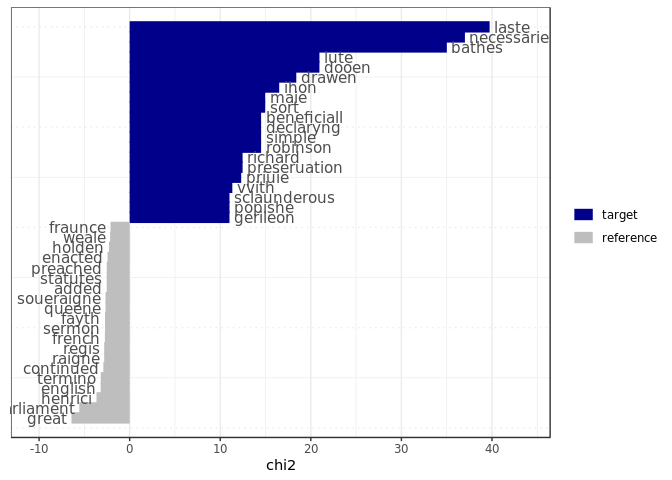 laste
necessarie
bathes
lute
dooen
drawen
ihon
maie
sort
beneficiall
declaryng
simple
robinson
richard
preseruation
priuie
vvith
sclaunderous
popishe
gerileon
fraunce
weale
holden
enacted
preached
statutes
added
soueraigne
queene
fayth
sermon
french
regis
raigne
continued
termino
english
henrici
arliament
great
target
reference
-10 0 10 20 30 40
chi2